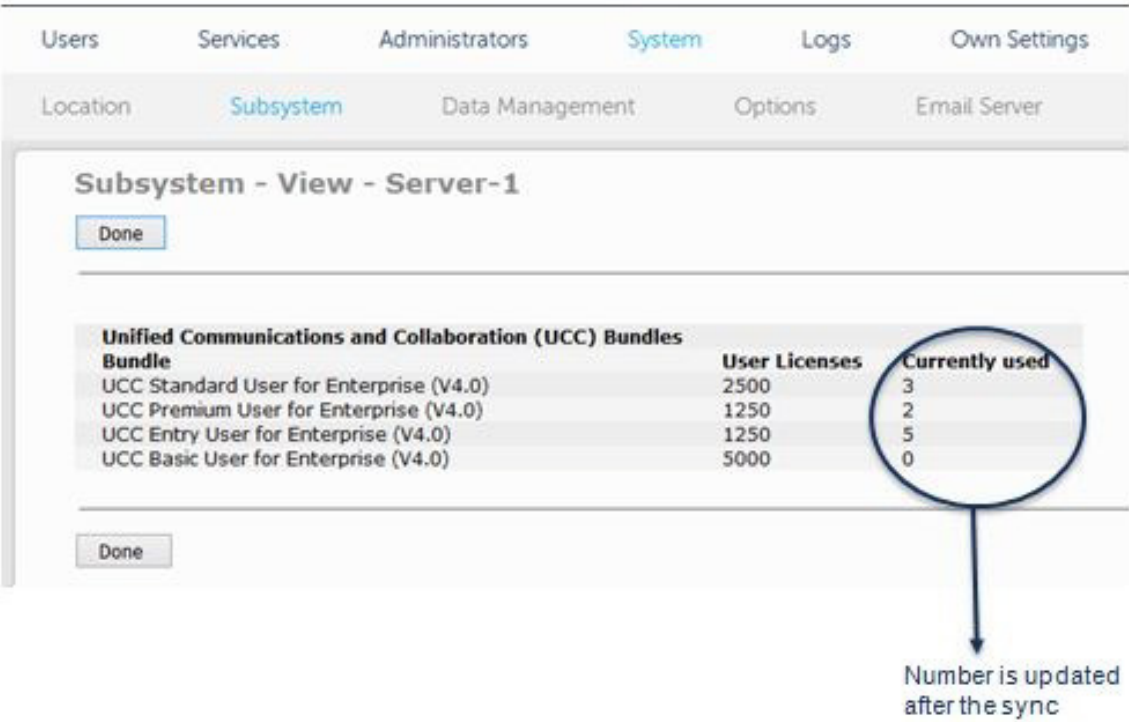 Users Services Administrators System Logs Own Settings
Location Subsystem Data Management Options Email Server
Subsystem - View - Server-1
Done
Unified Communications and Collaboration (UCC) Bundles
Bundle User Licenses Currently used
UCC Standard User for Enterprise (V4.0) 2500 3
UCC Premium User for Enterprise (V4.0) 1250 2
UCC Entry User for Enterprise (V4.0) 1250 5
UCC Basic User for Enterprise (V4.0) 5000 0
Done
Number is updated
after the sync